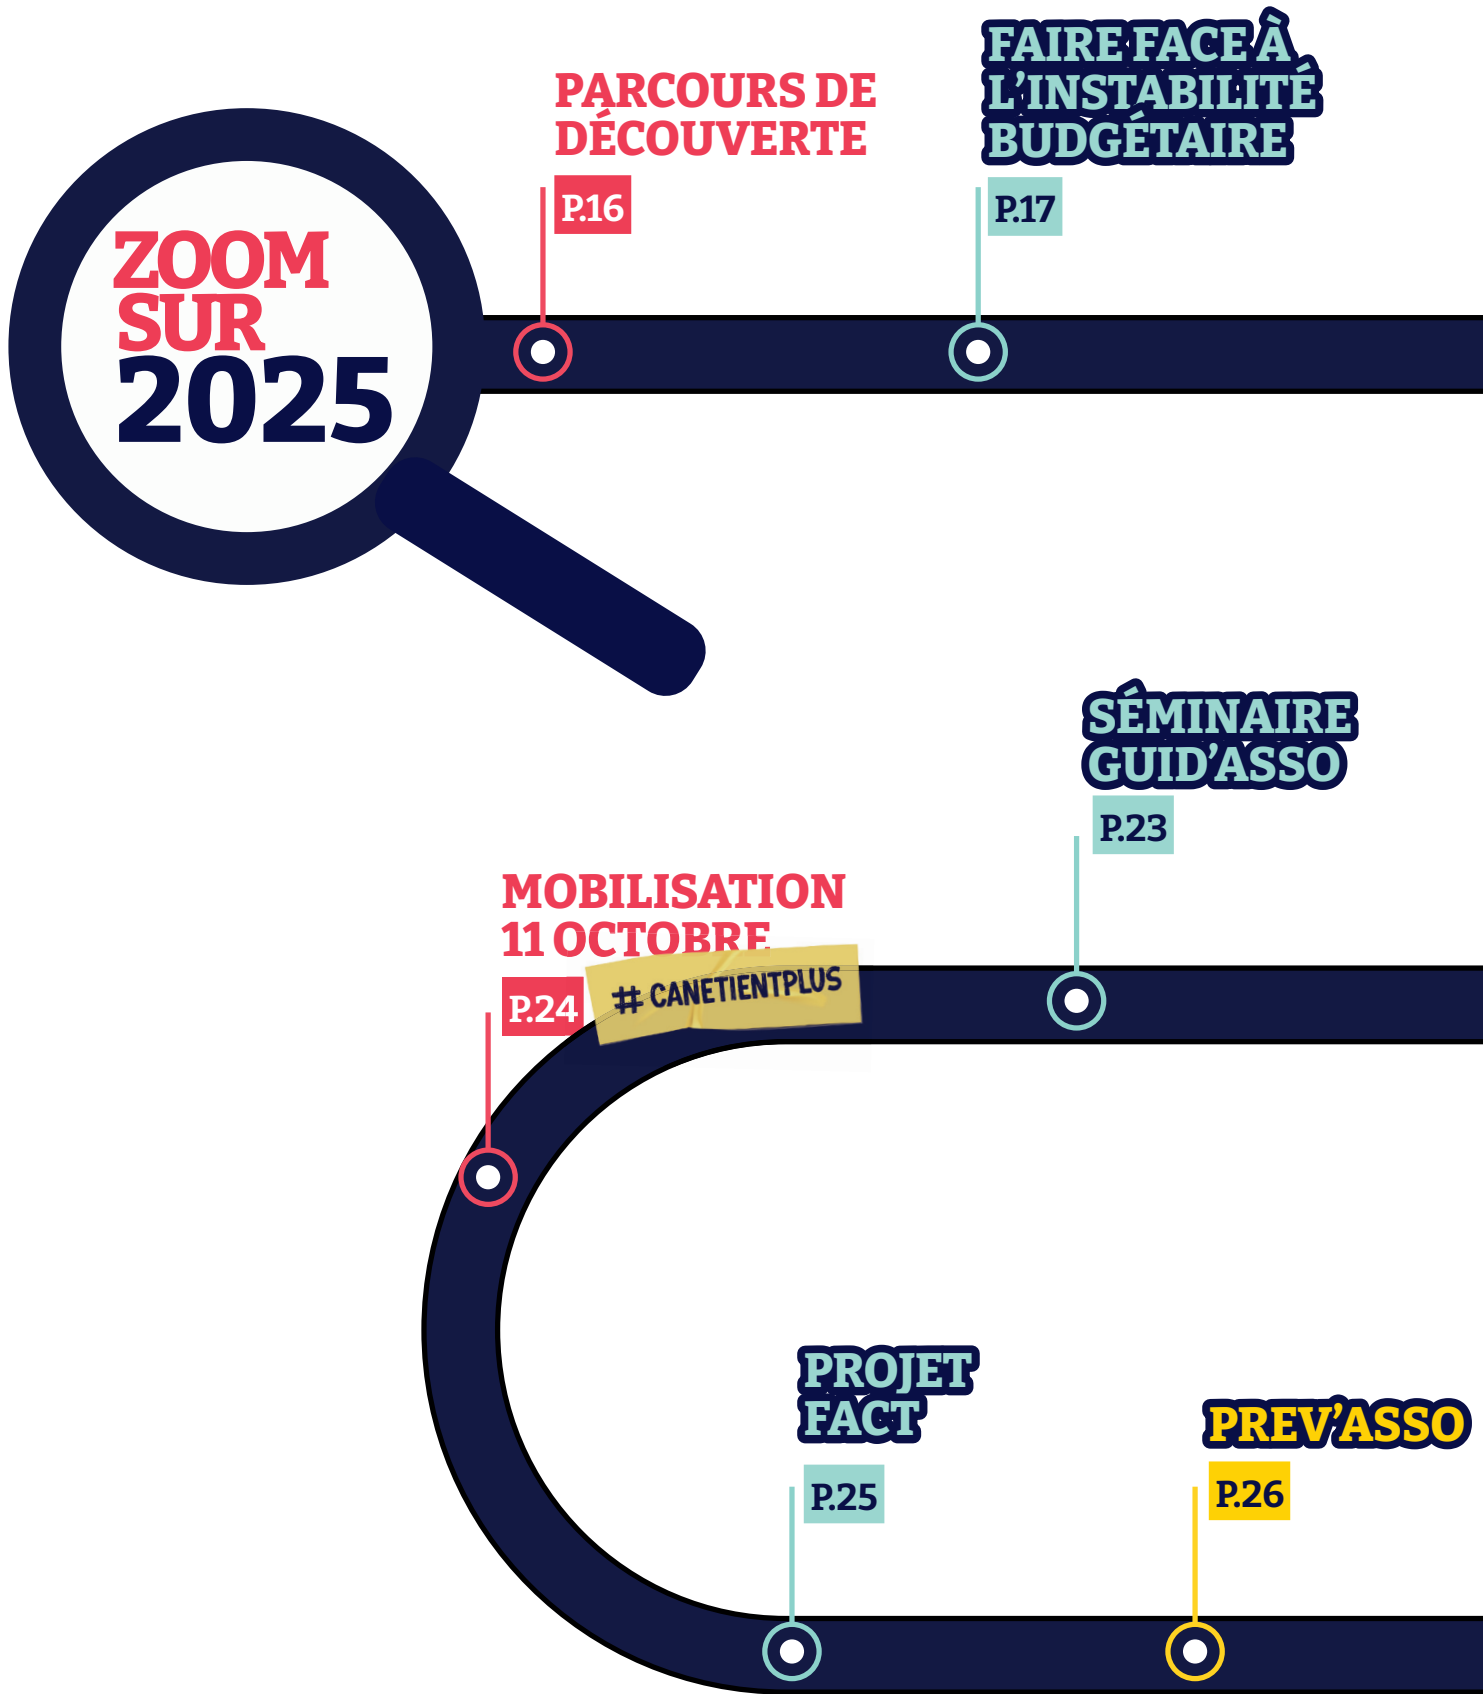 ZOOM
SUR
2025
PARCOURS DE
DÉCOUVERTE
P.16
FAIRE FACE À
L'INSTABILITÉ
BUDGÉTAIRE
P.17
SÉMINAIRE
GUID'ASSO
P.23
MOBILISATION
11 OCTOBRE
# CANETIENTPLUS
P.24
PROJET
FACT
P.25
PREV'ASSO
P.26